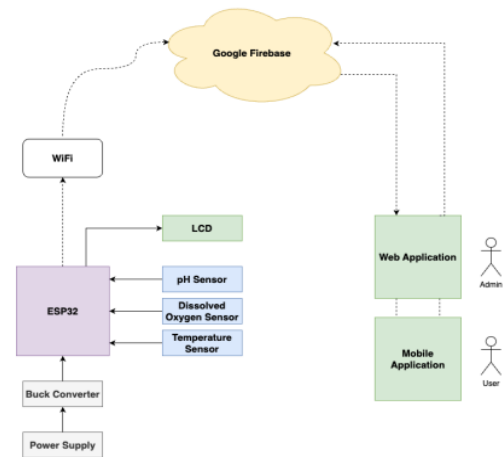 Google Firebase
WiFi
LCD
Web Application
Admin
pH Sensor
ESP32
Dissolved
Oxygen Sensor
Temperature
Sensor
Mobile
Application
User
Buck Converter
Power Supply